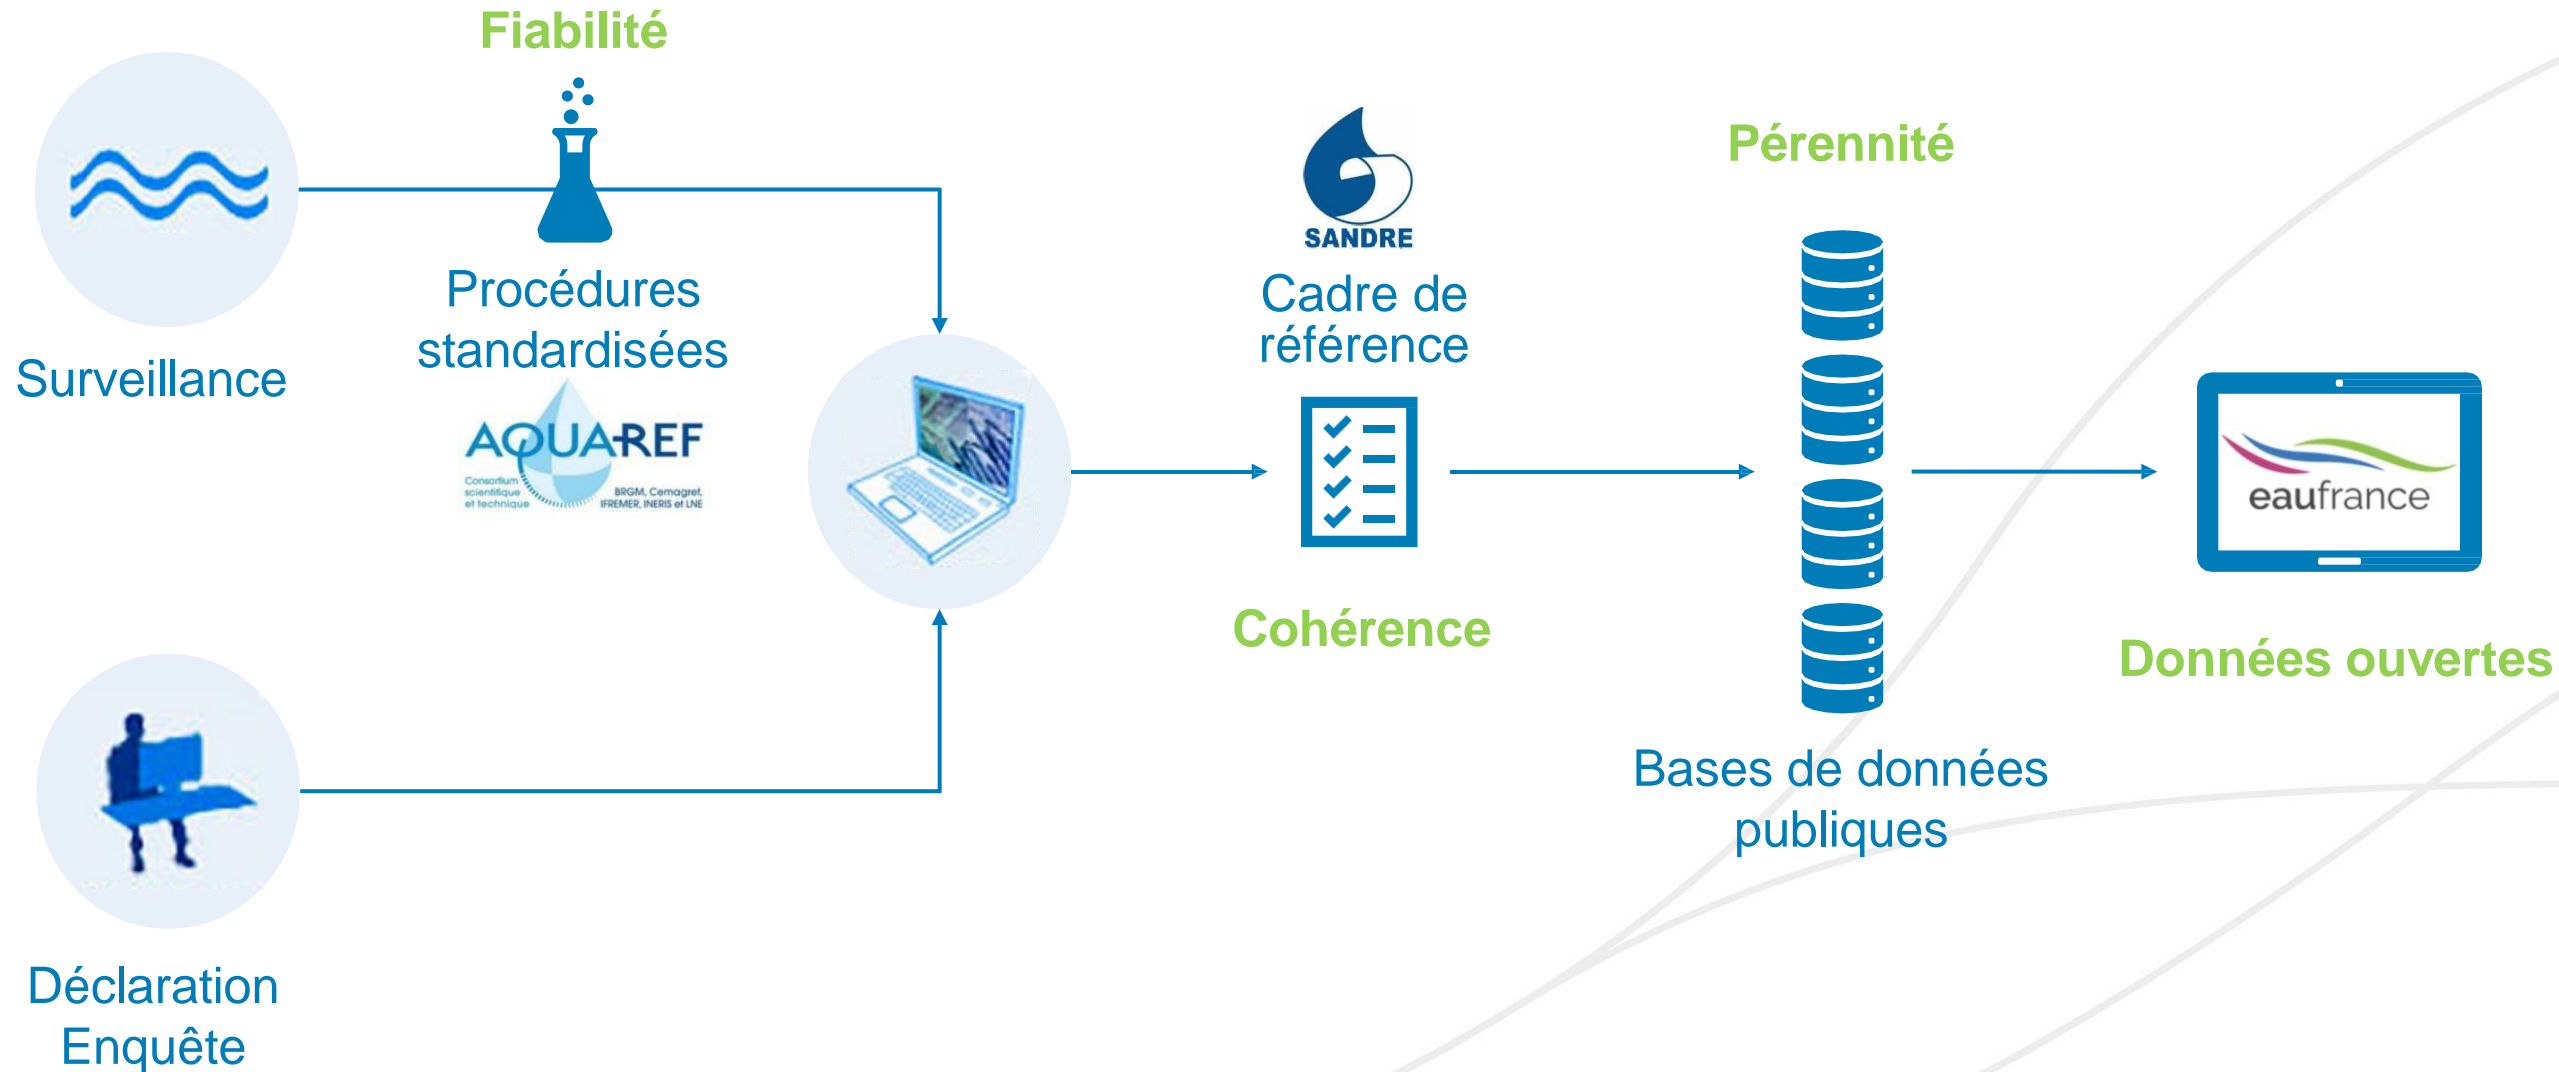 Fiabilité
Surveillance
Procédures
standardisées
AQUAREF
Consortium
scientifique
et technique
BRGM, Cemagref,
IFREMER, INERIS et LNE
Déclaration
Enquête
SANDRE
Cadre de
référence
Cohérence
Pérennité
Bases de données
publiques
eaufrance
Données ouvertes